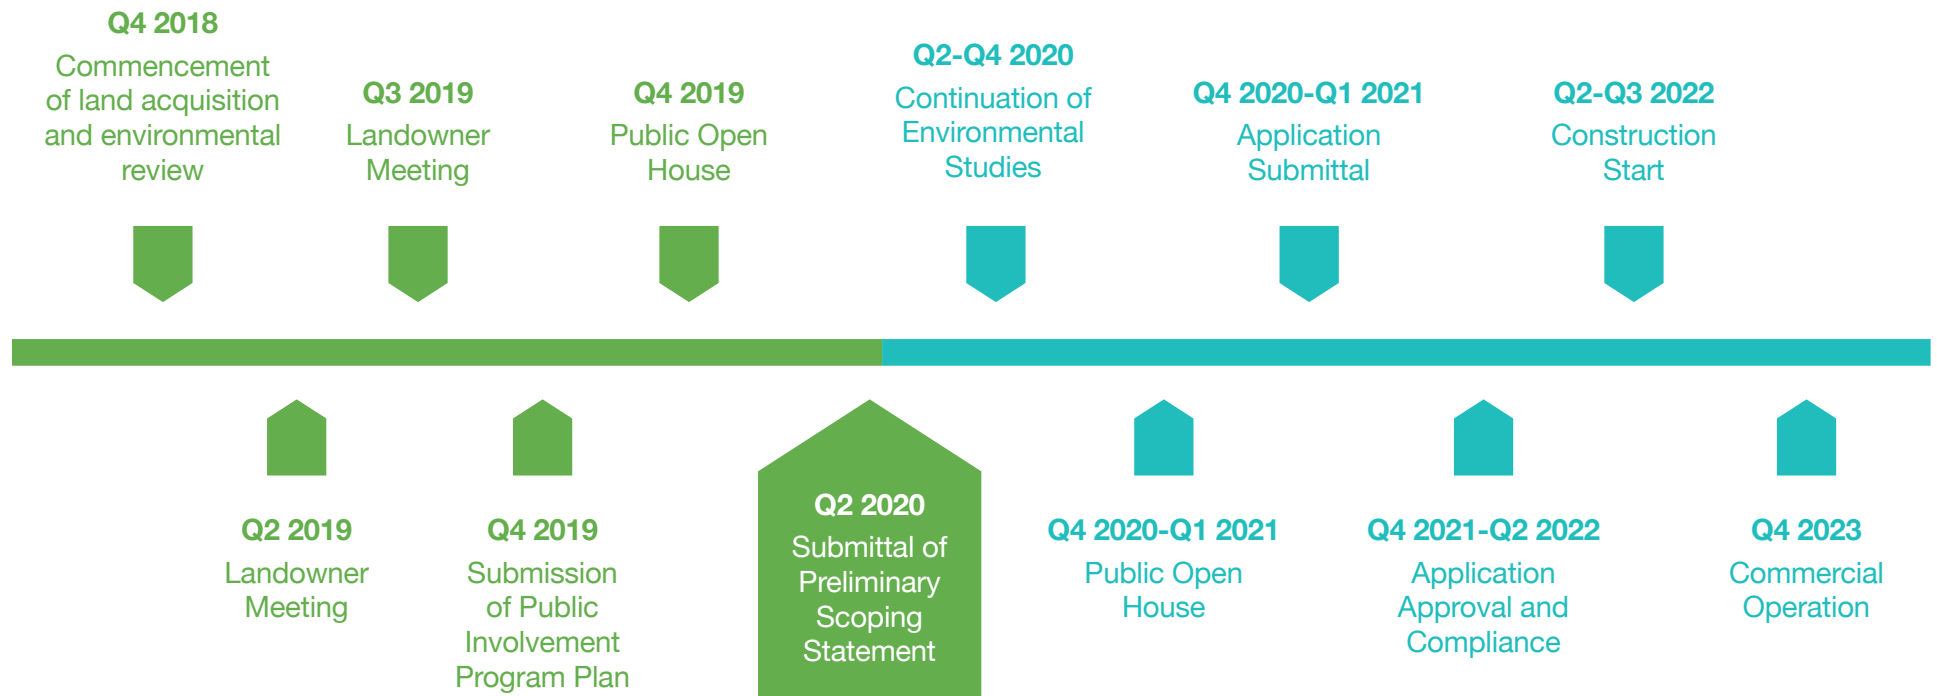 Q4 2018
Commencement
of land acquisition
and environmental
review
Q3 2019
Landowner
Meeting
Q4 2019
Public Open
House
Q2-Q4 2020
Continuation of
Environmental
Studies
Q4 2020-Q1 2021
Application
Submittal
Q2-Q3 2022
Construction
Start
Q2 2019
Landowner
Meeting
Q4 2019
Submission
of Public
Involvement
Program Plan
Q2 2020
Submittal of
Preliminary
Scoping
Statement
Q4 2020-Q1 2021
Public Open
House
Q4 2021-Q2 2022
Application
Approval and
Compliance
Q4 2023
Commercial
Operation